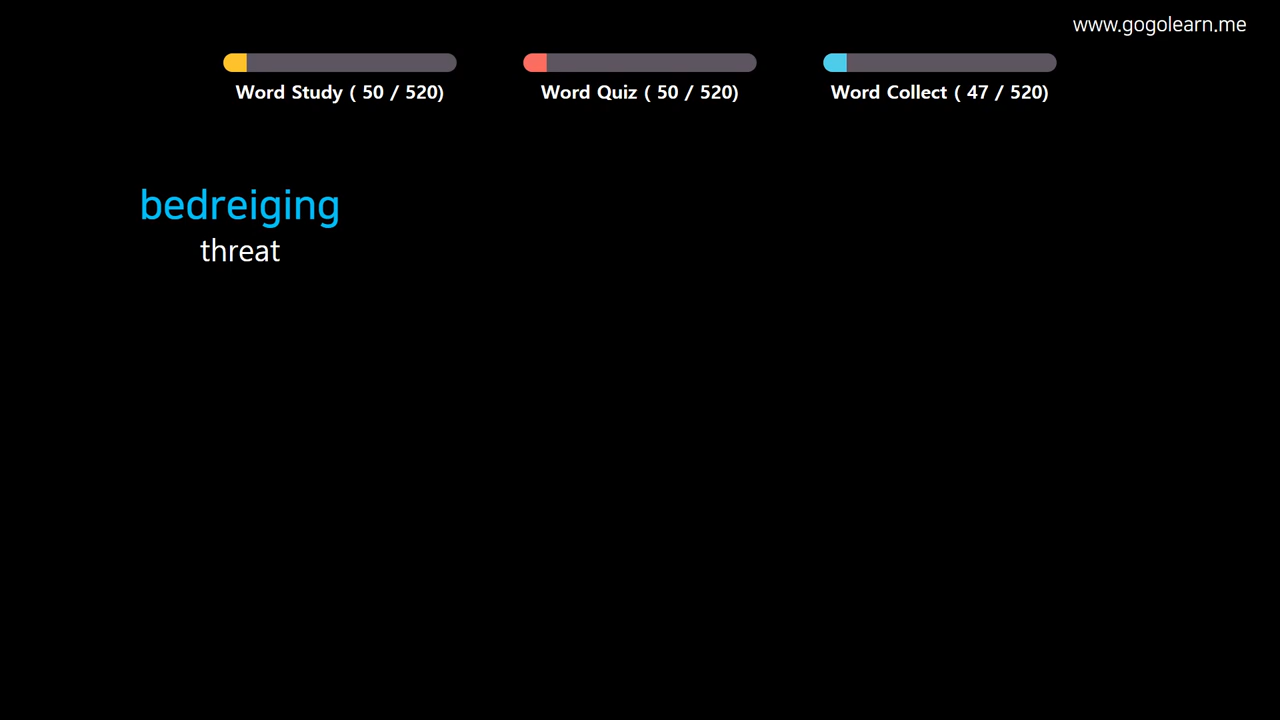 www.gogolearn.me
Word Study ( 50 / 520)
Word Quiz ( 50 / 520)
Word Collect ( 47 / 520)
bedreiging
threat